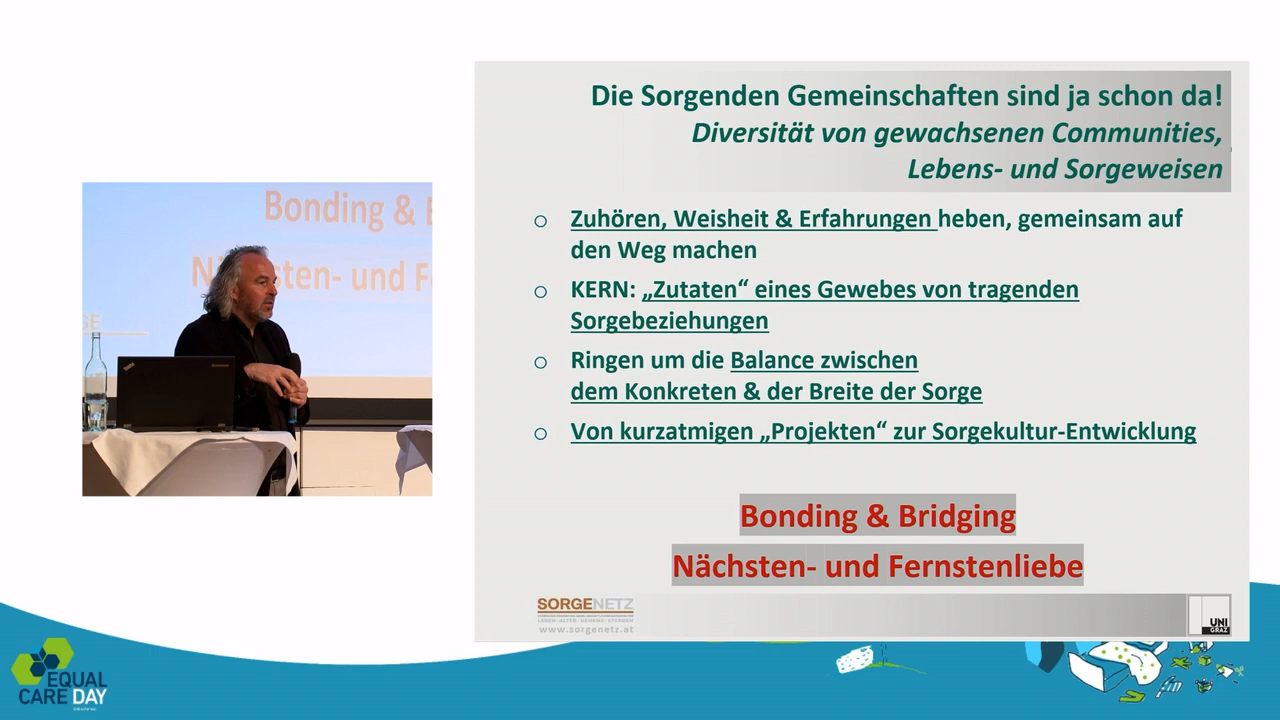 Die Sorgenden Gemeinschaften sind ja schon da!
Diversität von gewachsenen Communities,
Lebens- und Sorgeweisen
o Zuhören, Weisheit & Erfahrungen heben, gemeinsam auf
den Weg machen
o KERN: „Zutaten“ eines Gewebes von tragenden
Sorgebeziehungen
o Ringen um die Balance zwischen
dem Konkreten & der Breite der Sorge
o Von kurzatmigen „Projekten“ zur Sorgekultur-Entwicklung
Bonding & Bridging
Nächsten- und Fernstenliebe
SORGENETZ
www.sorgenetz.at
UNI
GRAZ
Bonding &
EQUAL
CARE DAY